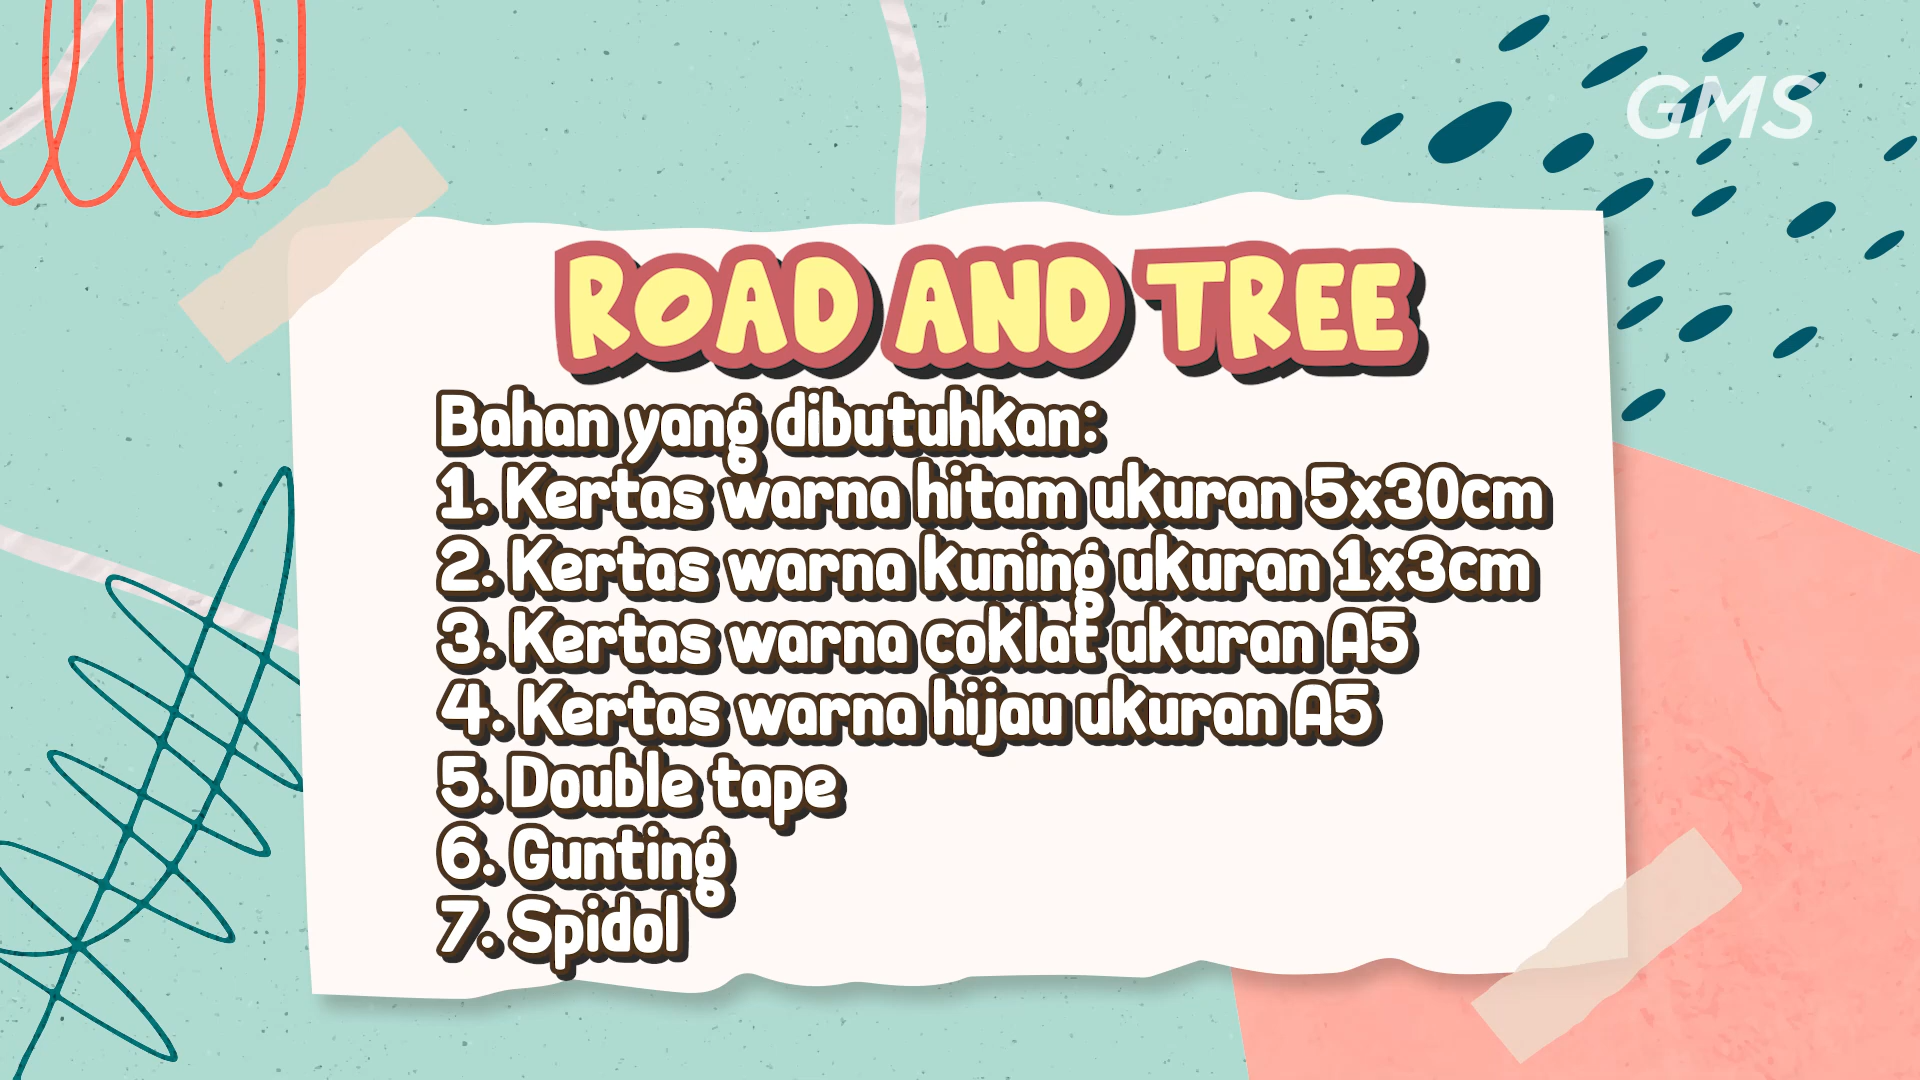 GMS
ROAD AND TREE
Bahan yang dibutuhkan:
1. Kertas warna hitam ukuran 5x30cm
2. Kertas warna kuning ukuran 1x3cm
3. Kertas warna coklat ukuran A5
4. Kertas warna hijau ukuran A5
5. Double tape
6. Gunting
7. Spidol